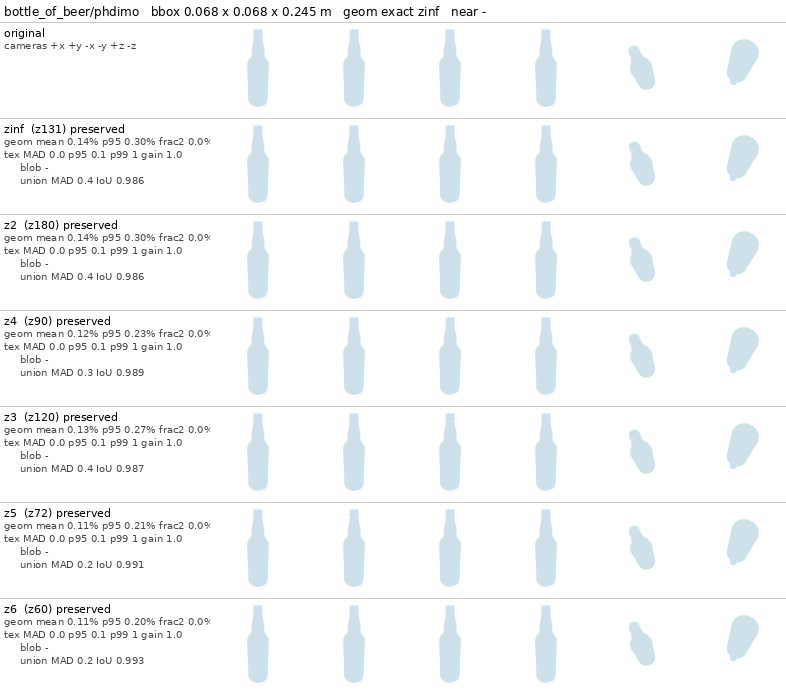 bottle_of_beer/phdimo bbox 0.068 x 0.068 x 0.245 m geom exact zinf near -
original
cameras +x +y -x -y +z -z
zinf (z131) preserved
geom mean 0.14% p95 0.30% frac2 0.0%
tex MAD 0.0 p95 0.1 p99 1 gain 1.0
blob -
union MAD 0.4 IoU 0.986
z2 (z180) preserved
geom mean 0.14% p95 0.30% frac2 0.0%
tex MAD 0.0 p95 0.1 p99 1 gain 1.0
blob -
union MAD 0.4 IoU 0.986
z4 (z90) preserved
geom mean 0.12% p95 0.23% frac2 0.0%
tex MAD 0.0 p95 0.1 p99 1 gain 1.0
blob -
union MAD 0.3 IoU 0.989
z3 (z120) preserved
geom mean 0.13% p95 0.27% frac2 0.0%
tex MAD 0.0 p95 0.1 p99 1 gain 1.0
blob -
union MAD 0.4 IoU 0.987
z5 (z72) preserved
geom mean 0.11% p95 0.21% frac2 0.0%
tex MAD 0.0 p95 0.1 p99 1 gain 1.0
blob -
union MAD 0.2 IoU 0.991
z6 (z60) preserved
geom mean 0.11% p95 0.20% frac2 0.0%
tex MAD 0.0 p95 0.1 p99 1 gain 1.0
blob -
union MAD 0.2 IoU 0.993